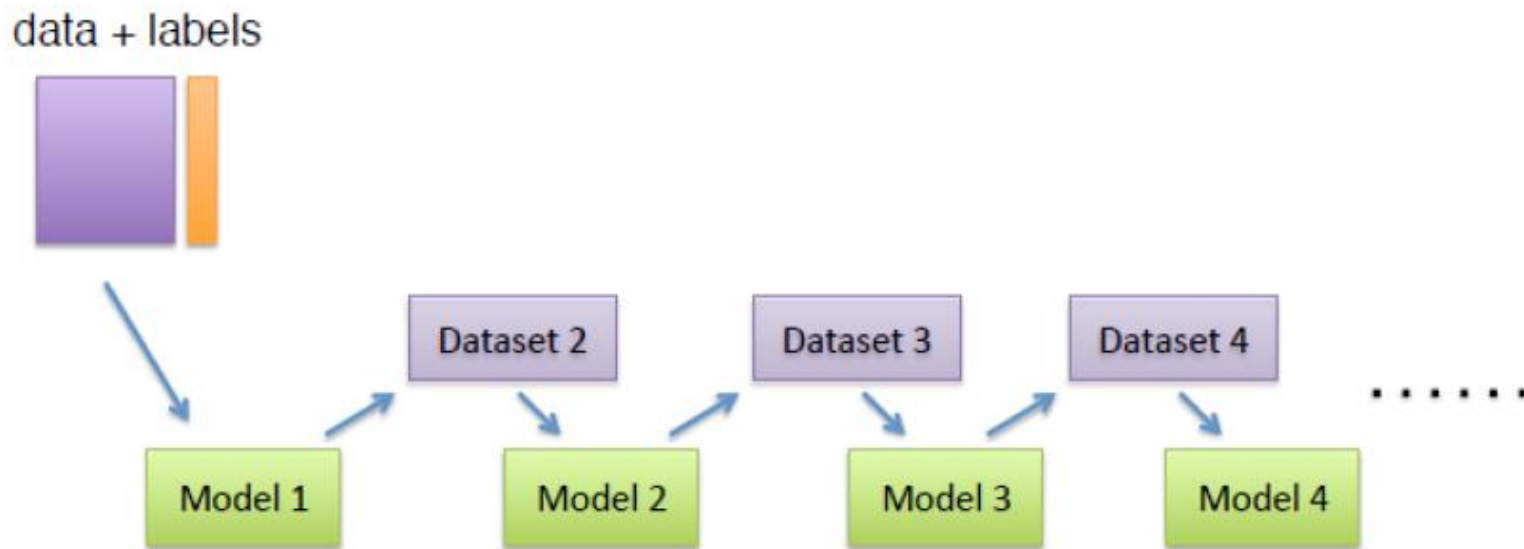 data + labels
Dataset 2
Dataset 3
Dataset 4
......
Model 1
Model 2
Model 3
Model 4